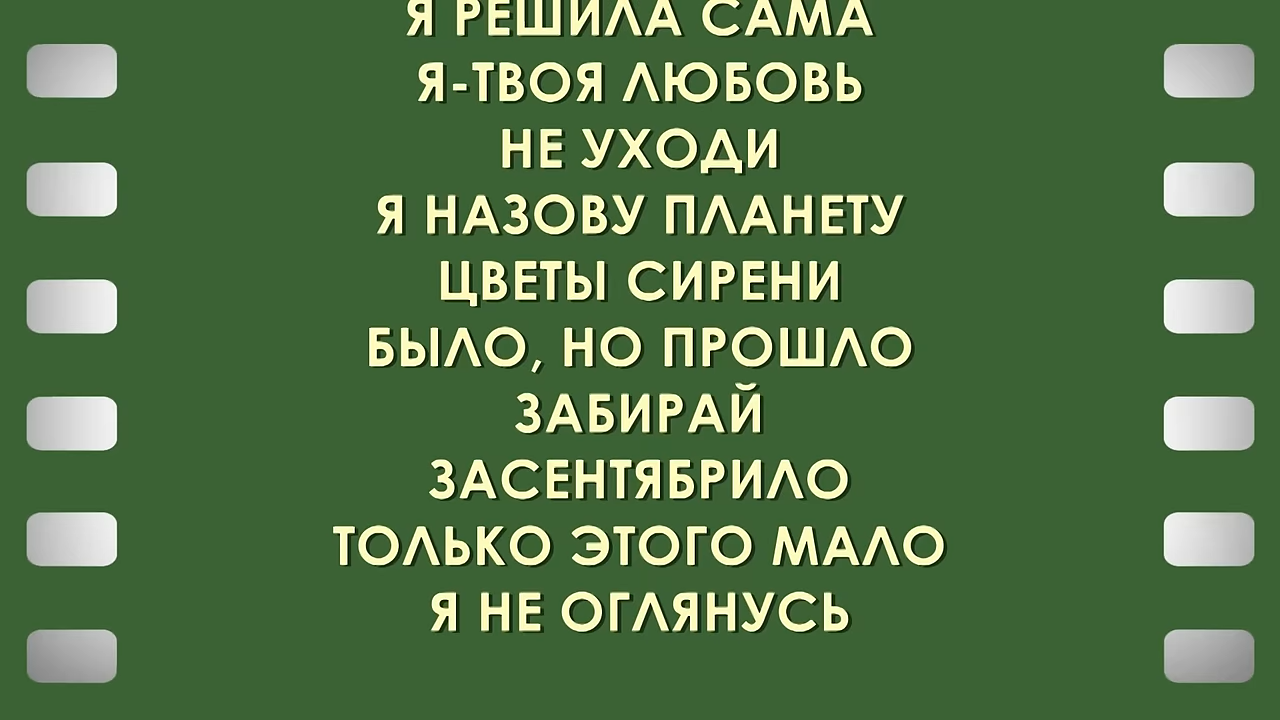 Я РЕШИЛА САМА
Я-ТВОЯ ЛЮБОВЬ
НЕ УХОДИ
Я НАЗОВУ ПЛАНЕТУ
ЦВЕТЫ СИРЕНИ
БЫЛО, НО ПРОШЛО
ЗАБИРАЙ
ЗАСЕНТЯБРИЛО
ТОЛЬКО ЭТОГО МАЛО
Я НЕ ОГЛЯНУСЬ